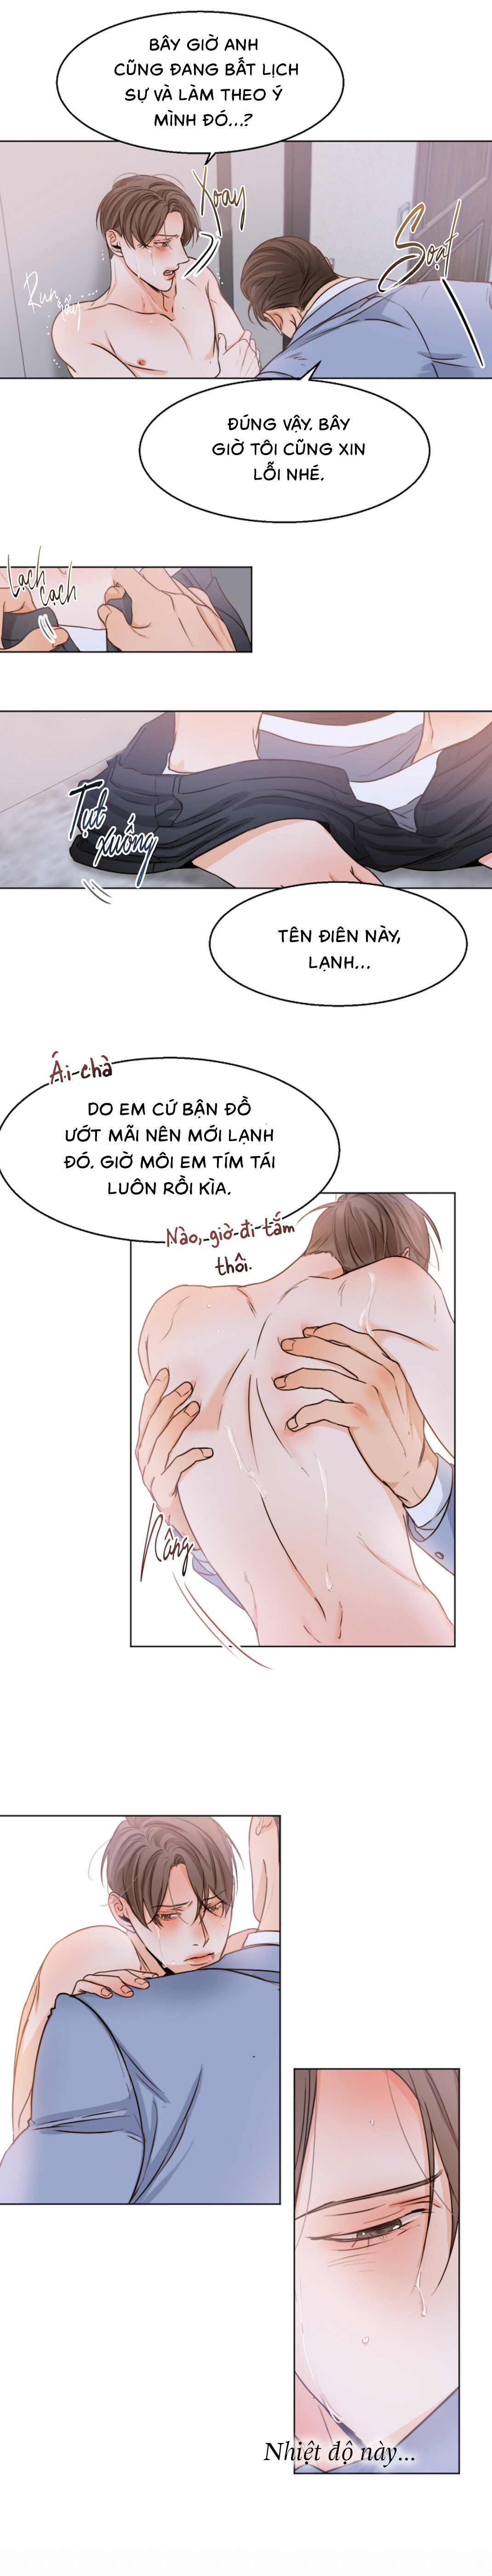 BÂY GIỜ ANH
CŨNG ĐANG BẤT LỊCH
SỰ VÀ LÀM THEO Ý
MÌNH ĐÓ...?
Xoay
Soạt
Run
rẩy
ĐÚNG VẬY. BÂY
GIỜ TÔI CŨNG XIN
LỖI NHÉ.
Lạch
cạch
Tụt
xuống
TÊN ĐIÊN NÀY,
LẠNH...
Ái-chà
DO EM CỨ BẬN ĐỒ
ƯỚT MÃI NÊN MỚI LẠNH
ĐÓ. GIỜ MÔI EM TÍM TÁI
LUÔN RỒI KÌA.
Nào,-giờ-đi-tắm
thôi.
Nâng
Nhiệt độ này...